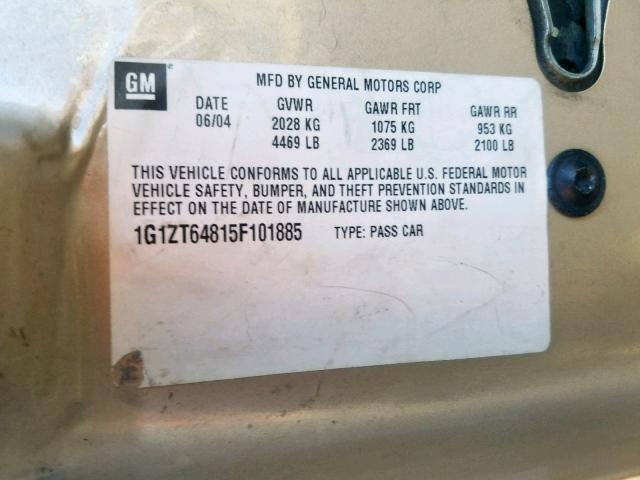 GM
MFD BY GENERAL MOTORS CORP
DATE GVWR GAWR FRT GAWR RR
06/04 2028 KG 1075 KG 953 KG
4469 LB 2369 LB 2100 LB
THIS VEHICLE CONFORMS TO ALL APPLICABLE U.S. FEDERAL MOTOR
VEHICLE SAFETY, BUMPER, AND THEFT PREVENTION STANDARDS IN
EFFECT ON THE DATE OF MANUFACTURE SHOWN ABOVE.
1G1ZT64815F101885 TYPE: PASS CAR